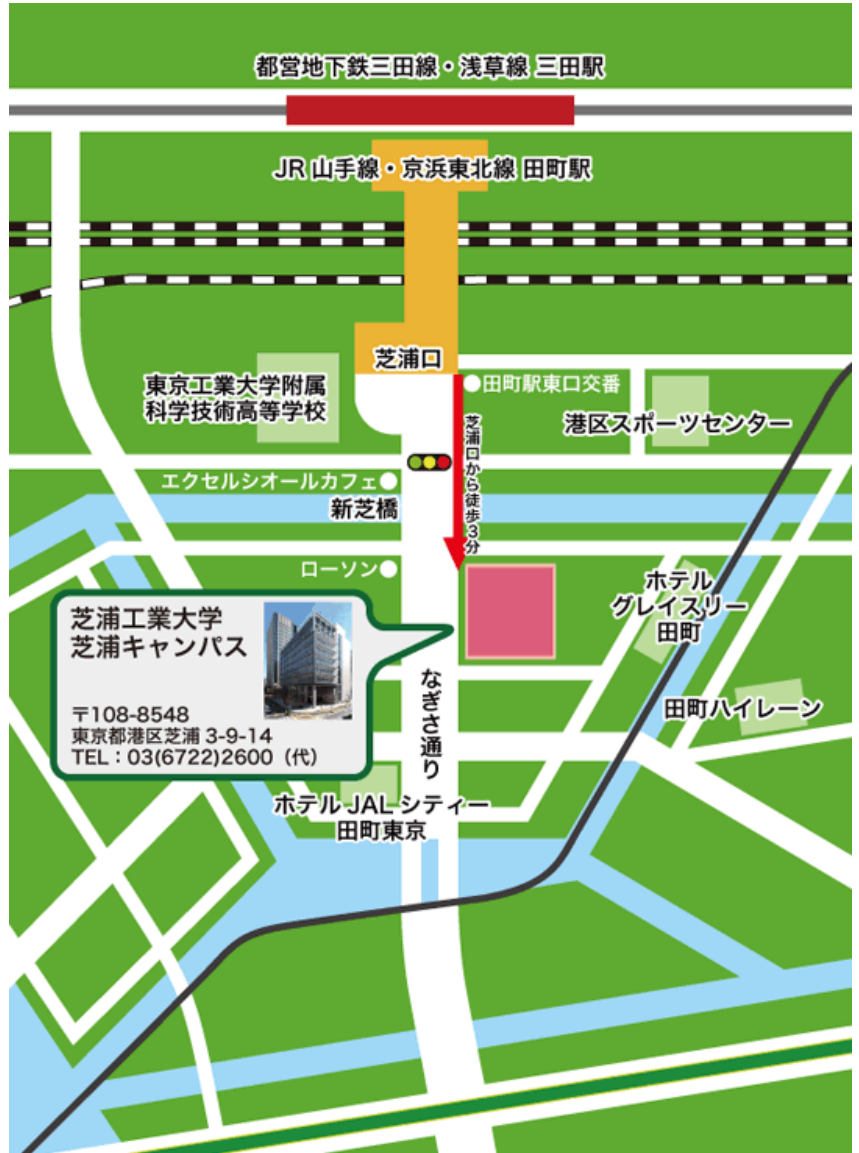 都営地下鉄三田線・浅草線 三田駅
JR 山手線・京浜東北線 田町駅
芝浦口
田町駅東口交番
東京工業大学附属
科学技術高等学校
港区スポーツセンター
芝浦口から徒歩3分
エクセルシオールカフェ
新芝橋
ローソン
ホテル
グレイスリー
田町
芝浦工業大学
芝浦キャンパス
〒108-8548
東京都港区芝浦 3-9-14
TEL：03(6722)2600（代）
なぎさ通り
田町ハイレーン
ホテル JAL シティー
田町東京